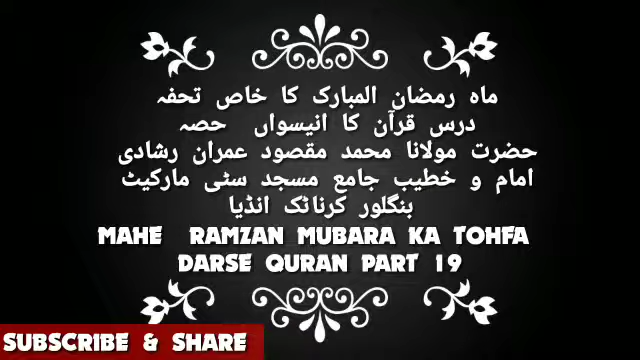 ماہ رمضان المبارک کا خاص تحفہ
درس قرآن کا انیسواں حصہ
حضرت مولانا محمد مقصود عمران رشادی
امام و خطیب جامع مسجد سٹی مارکیٹ
بنگلور کرناٹک انڈیا
MAHE RAMZAN MUBARA KA TOHFA
DARSE QURAN PART 19
SUBSCRIBE & SHARE